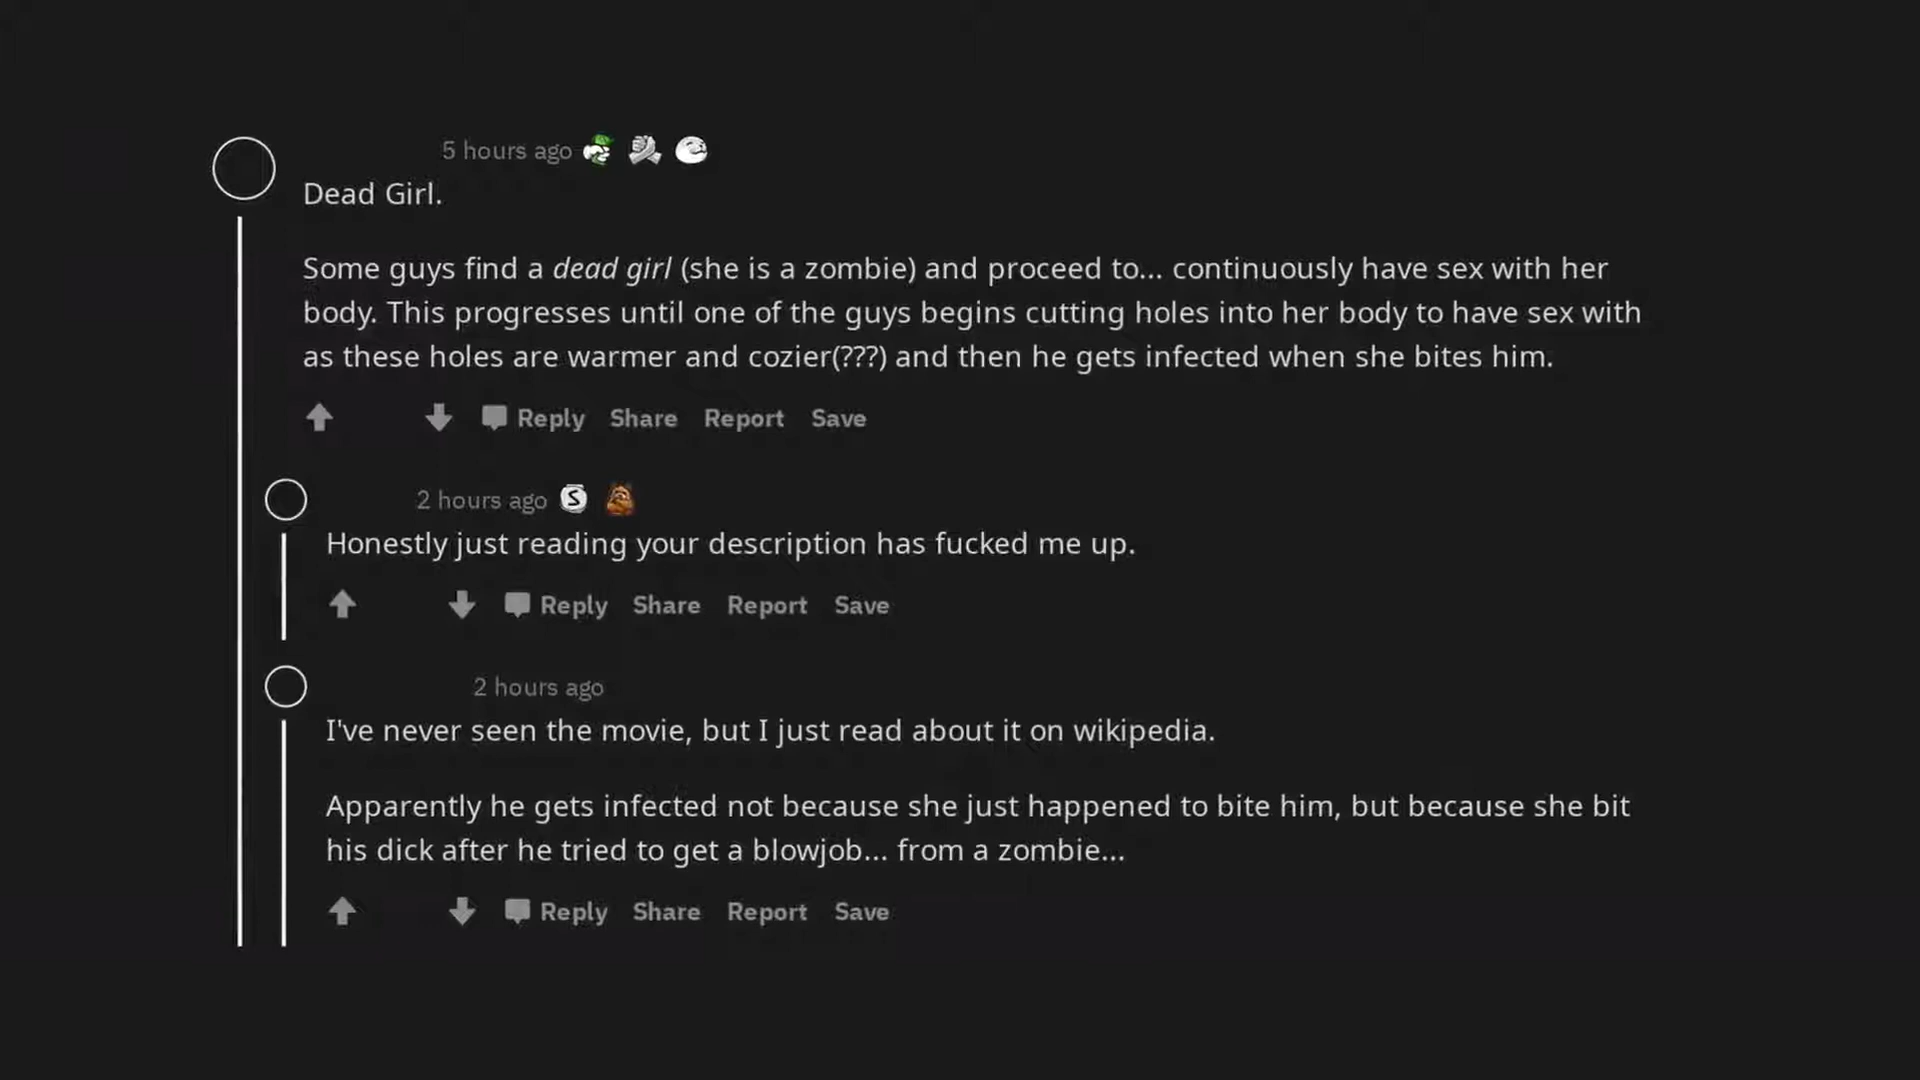 5 hours ago
Dead Girl.
Some guys find a dead girl (she is a zombie) and proceed to... continuously have sex with her
body. This progresses until one of the guys begins cutting holes into her body to have sex with
as these holes are warmer and cozier(???) and then he gets infected when she bites him.
Reply Share Report Save
2 hours ago S
Honestly just reading your description has fucked me up.
Reply Share Report Save
2 hours ago
I've never seen the movie, but I just read about it on wikipedia.
Apparently he gets infected not because she just happened to bite him, but because she bit
his dick after he tried to get a blowjob... from a zombie...
Reply Share Report Save